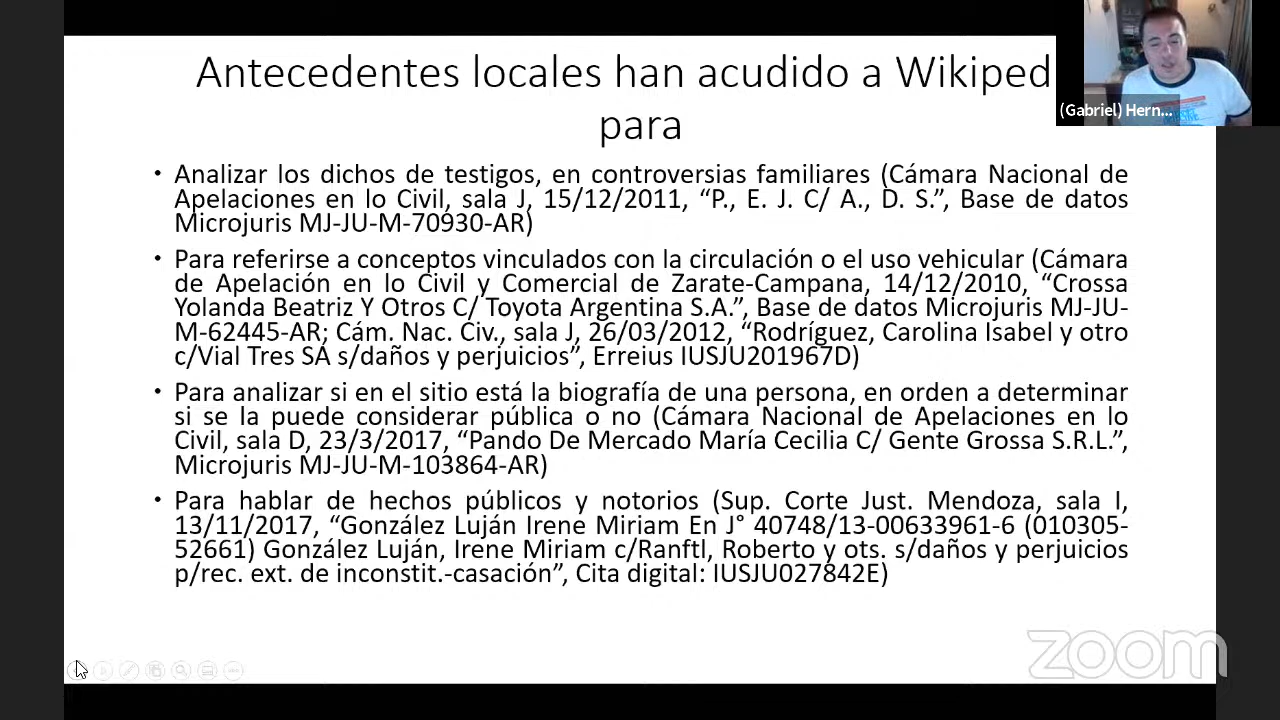 Antecedentes locales han acudido a Wikiped
para
(Gabriel) Hern...
• Analizar los dichos de testigos, en controversias familiares (Cámara Nacional de
Apelaciones en lo Civil, sala J, 15/12/2011, “P., E. J. C/ A., D. S.”, Base de datos
Microjuris MJ-JU-M-70930-AR)
• Para referirse a conceptos vinculados con la circulación o el uso vehicular (Cámara
de Apelación en lo Civil y Comercial de Zarate-Campana, 14/12/2010, “Crossa
Yolanda Beatriz Y Otros C/ Toyota Argentina S.A.”, Base de datos Microjuris MJ-JU-
M-62445-AR; Cám. Nac. Civ., sala J, 26/03/2012, “Rodríguez, Carolina Isabel y otro
c/Vial Tres SA s/daños y perjuicios”, Erreius IUSJU201967D)
• Para analizar si en el sitio está la biografía de una persona, en orden a determinar
si se la puede considerar pública o no (Cámara Nacional de Apelaciones en lo
Civil, sala D, 23/3/2017, “Pando De Mercado María Cecilia C/ Gente Grossa S.R.L.”,
Microjuris MJ-JU-M-103864-AR)
• Para hablar de hechos públicos y notorios (Sup. Corte Just. Mendoza, sala I,
13/11/2017, “González Luján Irene Miriam En J° 40748/13-00633961-6 (010305-
52661) González Luján, Irene Miriam c/Ranftl, Roberto y ots. s/daños y perjuicios
p/rec. ext. de inconstit.-casación”, Cita digital: IUSJU027842E)
zoom